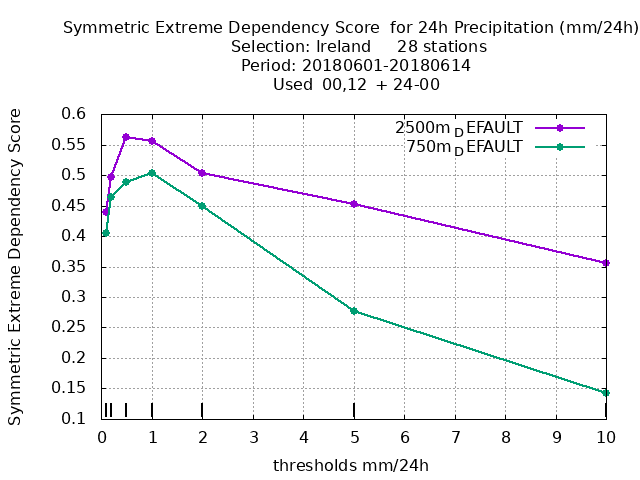 Symmetric Extreme Dependency Score  for 24h Precipitation (mm/24h)
Selection: Ireland     28 stations
Period: 20180601-20180614
Used  00,12  + 24-00
2500m_DEFAULT
750m_DEFAULT
Symmetric Extreme Dependency Score
0.6
0.55
0.5
0.45
0.4
0.35
0.3
0.25
0.2
0.15
0.1
0 1 2 3 4 5 6 7 8 9 10
thresholds mm/24h